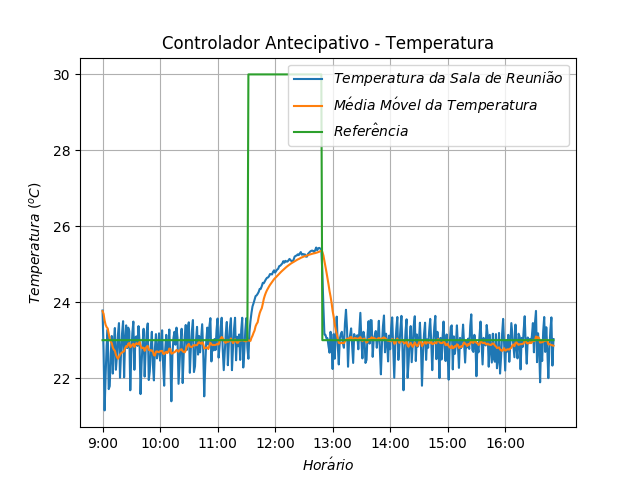 Controlador Antecipativo - Temperatura
Temperatura da Sala de Reunião
Média Móvel da Temperatura
Referência
30
28
26
24
22
Temperatura (°C)
9:00 10:00 11:00 12:00 13:00 14:00 15:00 16:00
Horário